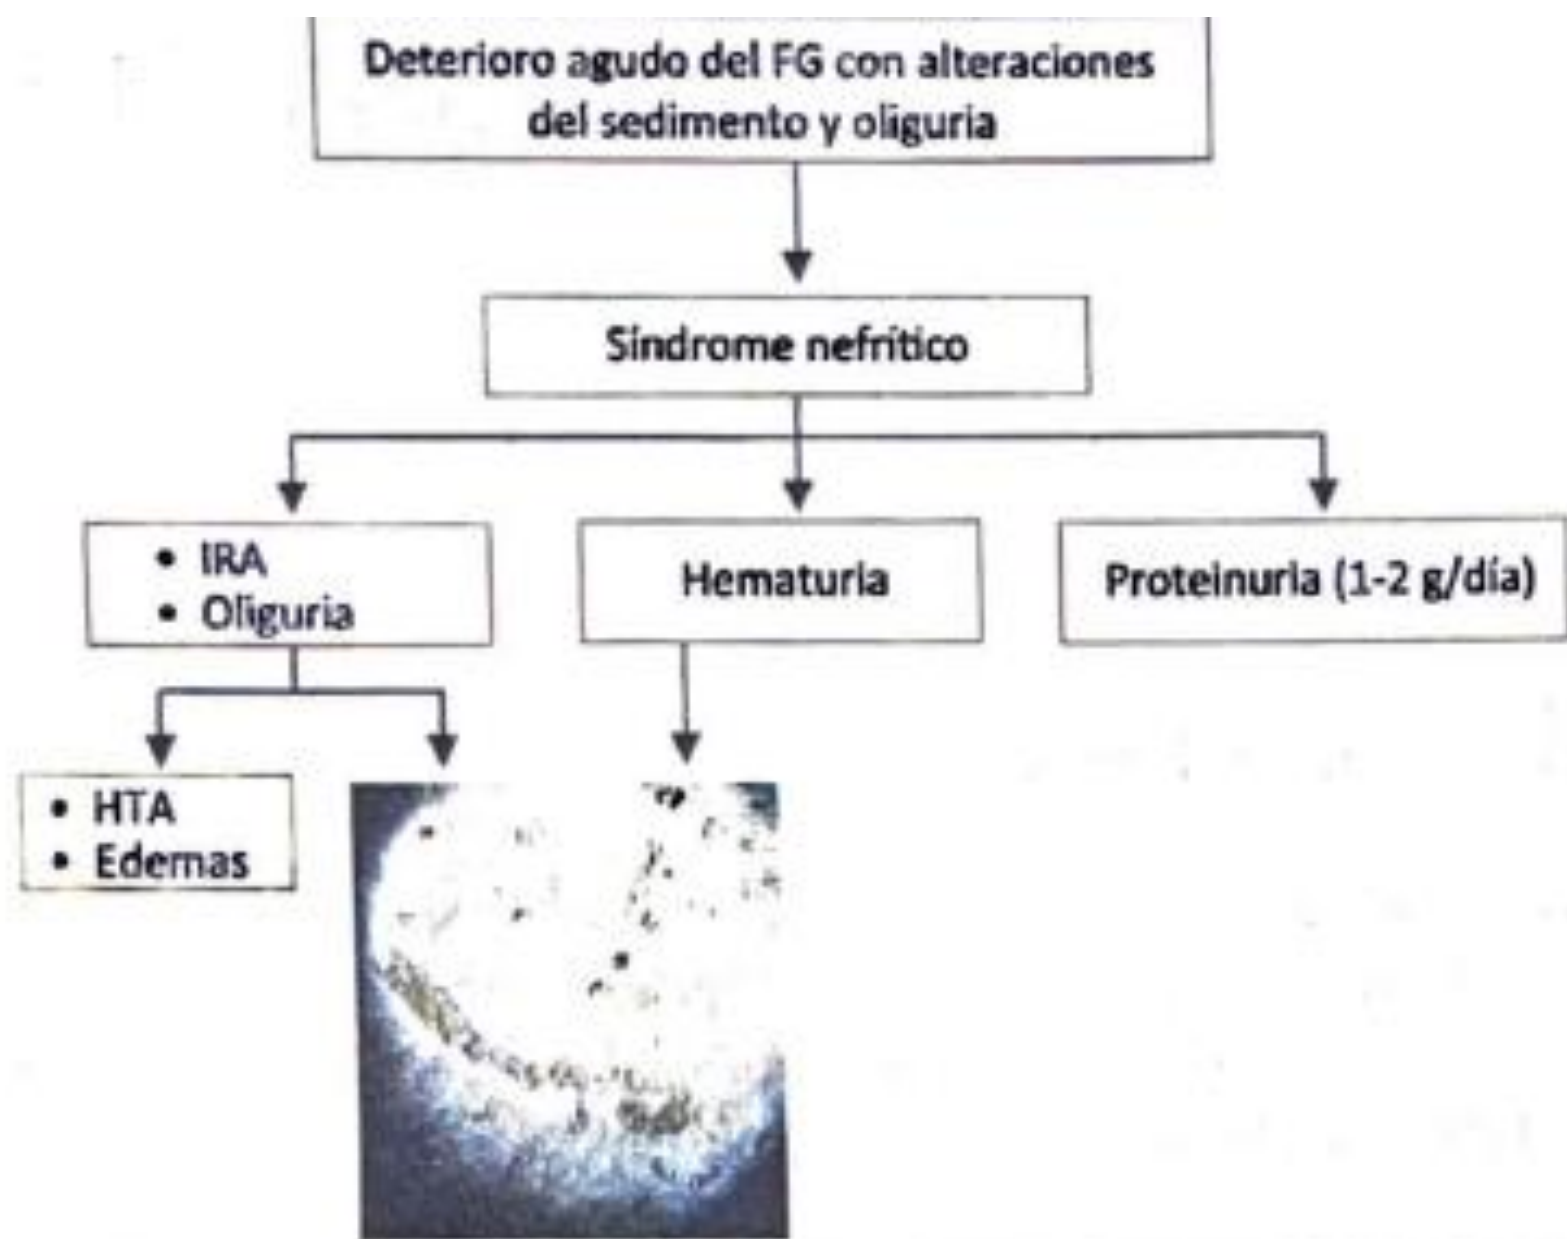 Deterioro agudo del FG con alteraciones
del sedimento y oliguria
Síndrome nefrítico
• IRA
• Oliguria
Hematuria
Proteinuria (1-2 g/día)
• HTA
• Edemas